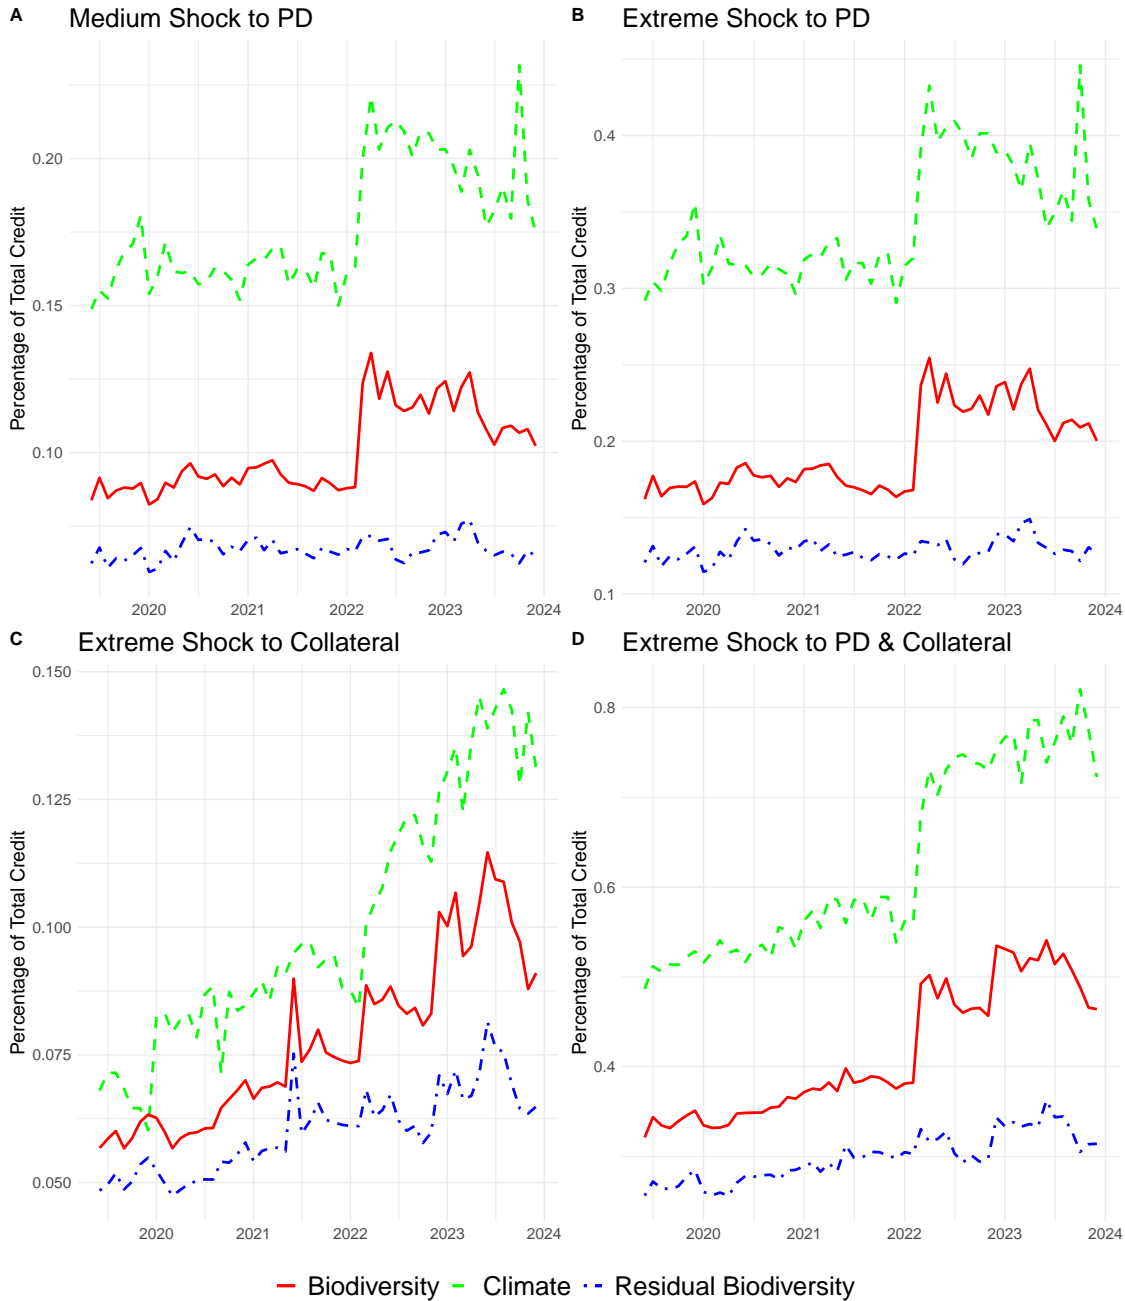 A Medium Shock to PD
Percentage of Total Credit
0.20
0.15
0.10
2020 2021 2022 2023 2024
B Extreme Shock to PD
Percentage of Total Credit
0.4
0.3
0.2
0.1
2020 2021 2022 2023 2024
C Extreme Shock to Collateral
Percentage of Total Credit
0.150
0.125
0.100
0.075
0.050
2020 2021 2022 2023 2024
D Extreme Shock to PD & Collateral
Percentage of Total Credit
0.8
0.6
0.4
2020 2021 2022 2023 2024
Biodiversity Climate Residual Biodiversity